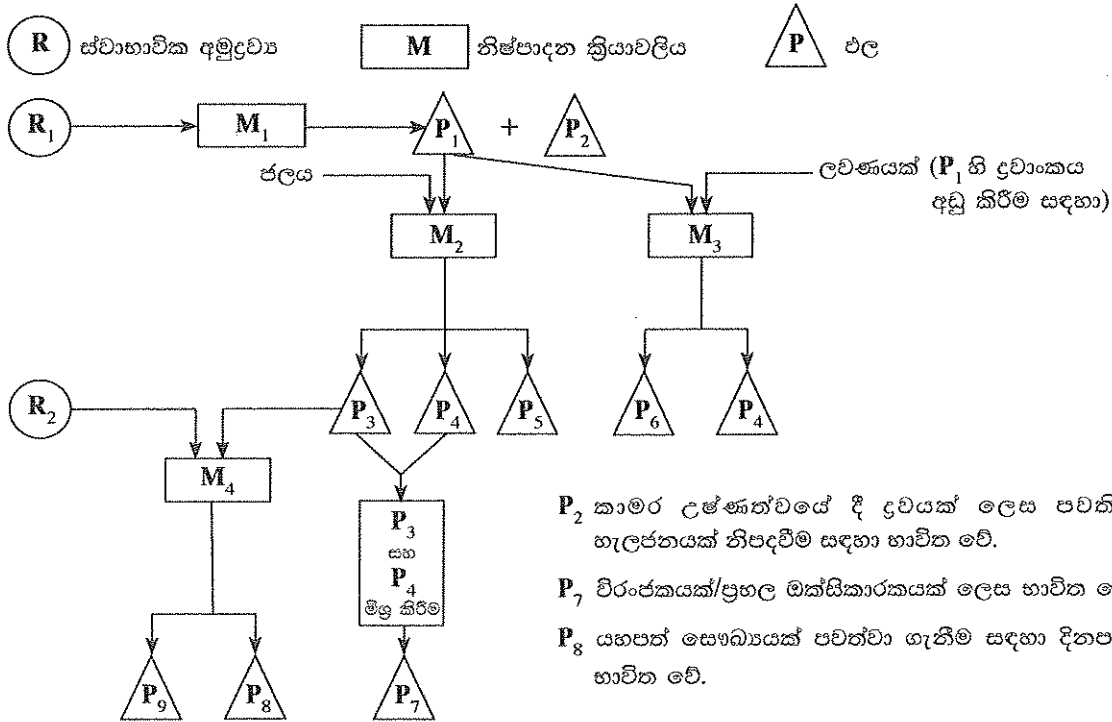 R ස්වාභාවික අමුද්‍රව්‍ය M නිෂ්පාදන ක්‍රියාවලිය P ඵල
R₁ M₁ P₁ + P₂
ජලය
ලවණයක් (P₁ හි ද්‍රවාංකය
අඩු කිරීම සඳහා)
M₂ M₃
R₂ P₃ P₄ P₅ P₆ P₄
M₄
P₃
සහ
P₄
මිශ්‍ර කිරීම
P₉ P₈ P₇
P₂ කාමර උෂ්ණත්වයේ දී ද්‍රවයක් ලෙස පවති
හැලජනයක් නිපදවීම සඳහා භාවිත වේ.
P₇ විරංජකයක්/ප්‍රභල ඔක්සිකාරකයක් ලෙස භාවිත
P₈ යහපත් සෞඛ්‍යයක් පවත්වා ගැනීම සඳහා දිනප
භාවිත වේ.